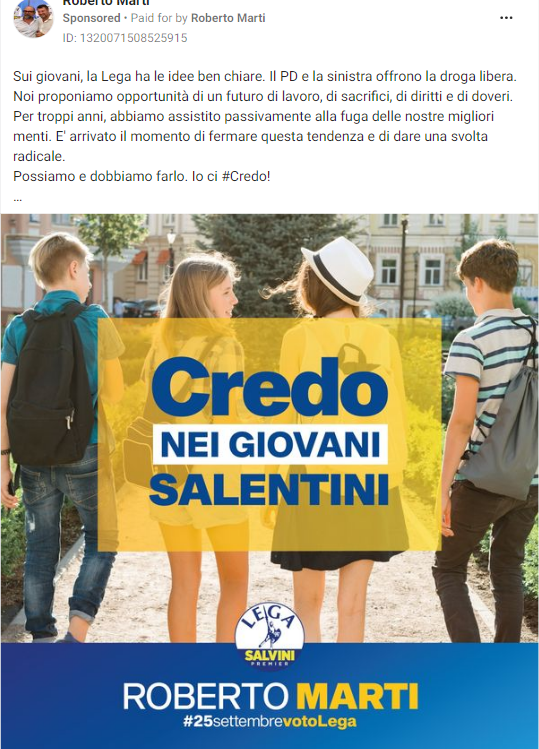 Roberto Marti
Sponsored • Paid for by Roberto Marti
ID: 1320071508525915
Sui giovani, la Lega ha le idee ben chiare. Il PD e la sinistra offrono la droga libera.
Noi proponiamo opportunità di un futuro di lavoro, di sacrifici, di diritti e di doveri.
Per troppi anni, abbiamo assistito passivamente alla fuga delle nostre migliori
menti. E' arrivato il momento di fermare questa tendenza e di dare una svolta
radicale.
Possiamo e dobbiamo farlo. Io ci #Credo!
...
Credo
NEI GIOVANI
SALENTINI
LEGA
SALVINI
PREMIER
ROBERTO MARTI
#25settembrevotoLega